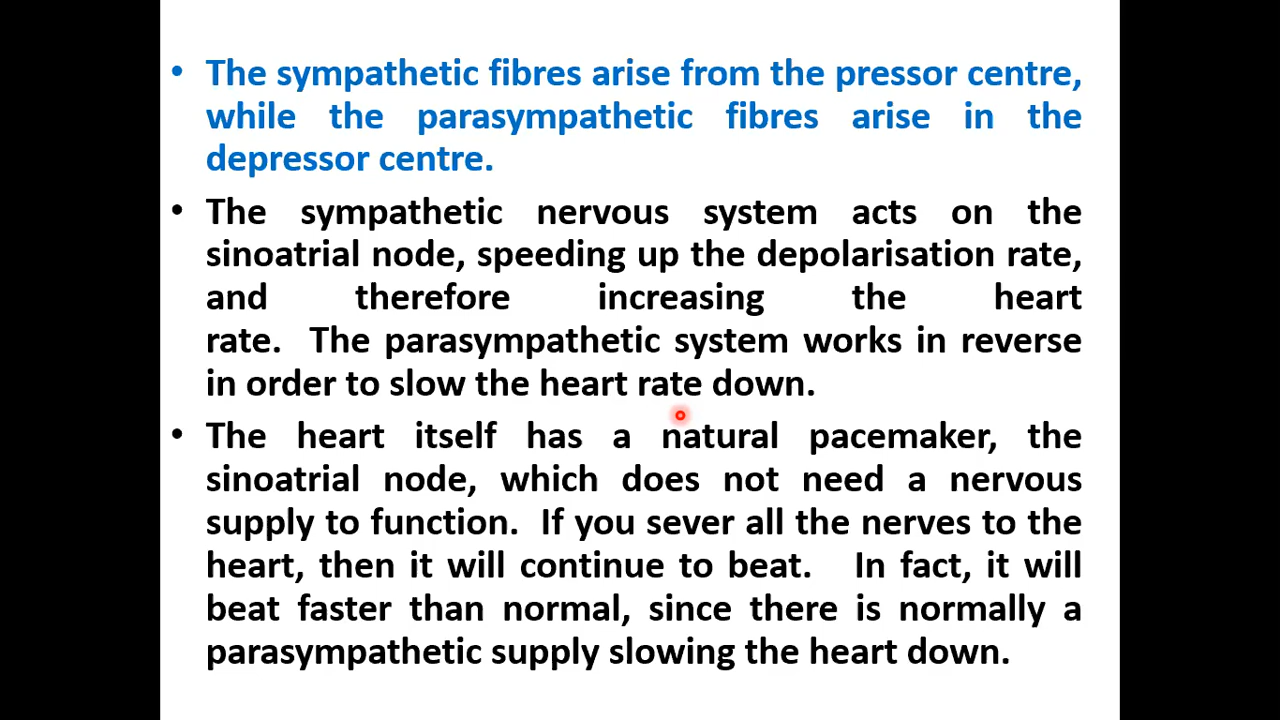 • The sympathetic fibres arise from the pressor centre,
while the parasympathetic fibres arise in the
depressor centre.
• The sympathetic nervous system acts on the
sinoatrial node, speeding up the depolarisation rate,
and therefore increasing the heart
rate. The parasympathetic system works in reverse
in order to slow the heart rate down.
• The heart itself has a natural pacemaker, the
sinoatrial node, which does not need a nervous
supply to function. If you sever all the nerves to the
heart, then it will continue to beat. In fact, it will
beat faster than normal, since there is normally a
parasympathetic supply slowing the heart down.